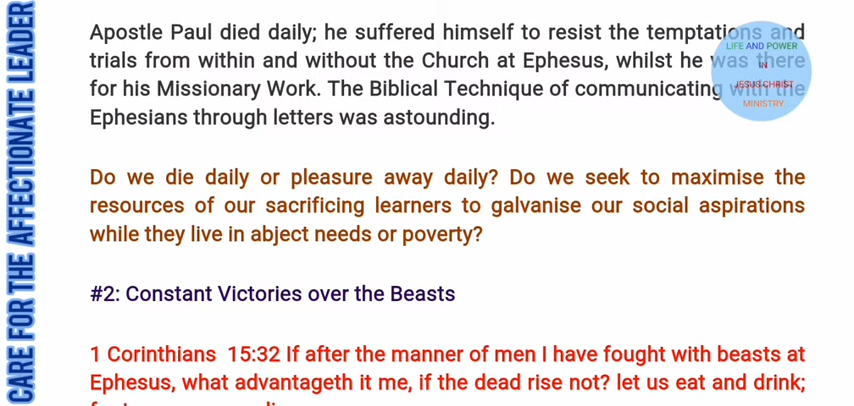 CARE FOR THE AFFECTIONATE LEADER
Apostle Paul died daily; he suffered himself to resist the temptations and
trials from within and without the Church at Ephesus, whilst he was there
for his Missionary Work. The Biblical Technique of communicating with the
Ephesians through letters was astounding.
LIFE AND POWER
IN
JESUS CHRIST
MINISTRY
Do we die daily or pleasure away daily? Do we seek to maximise the
resources of our sacrificing learners to galvanise our social aspirations
while they live in abject needs or poverty?
#2: Constant Victories over the Beasts
1 Corinthians 15:32 If after the manner of men I have fought with beasts at
Ephesus, what advantageth it me, if the dead rise not? let us eat and drink;